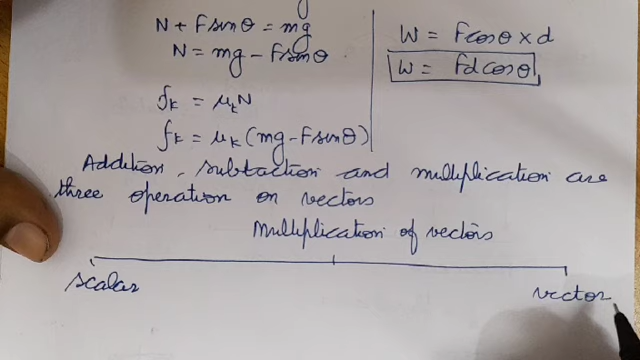 N + Fsinθ = mg
N = mg - Fsinθ
fk = μkN
fk = μk (mg - Fsinθ)
W = Fcosθ × d
W = Fdcosθ
Addition, subtaction and multiplication are
three operation on vectors
Multiplication of vectors
scalar
vector